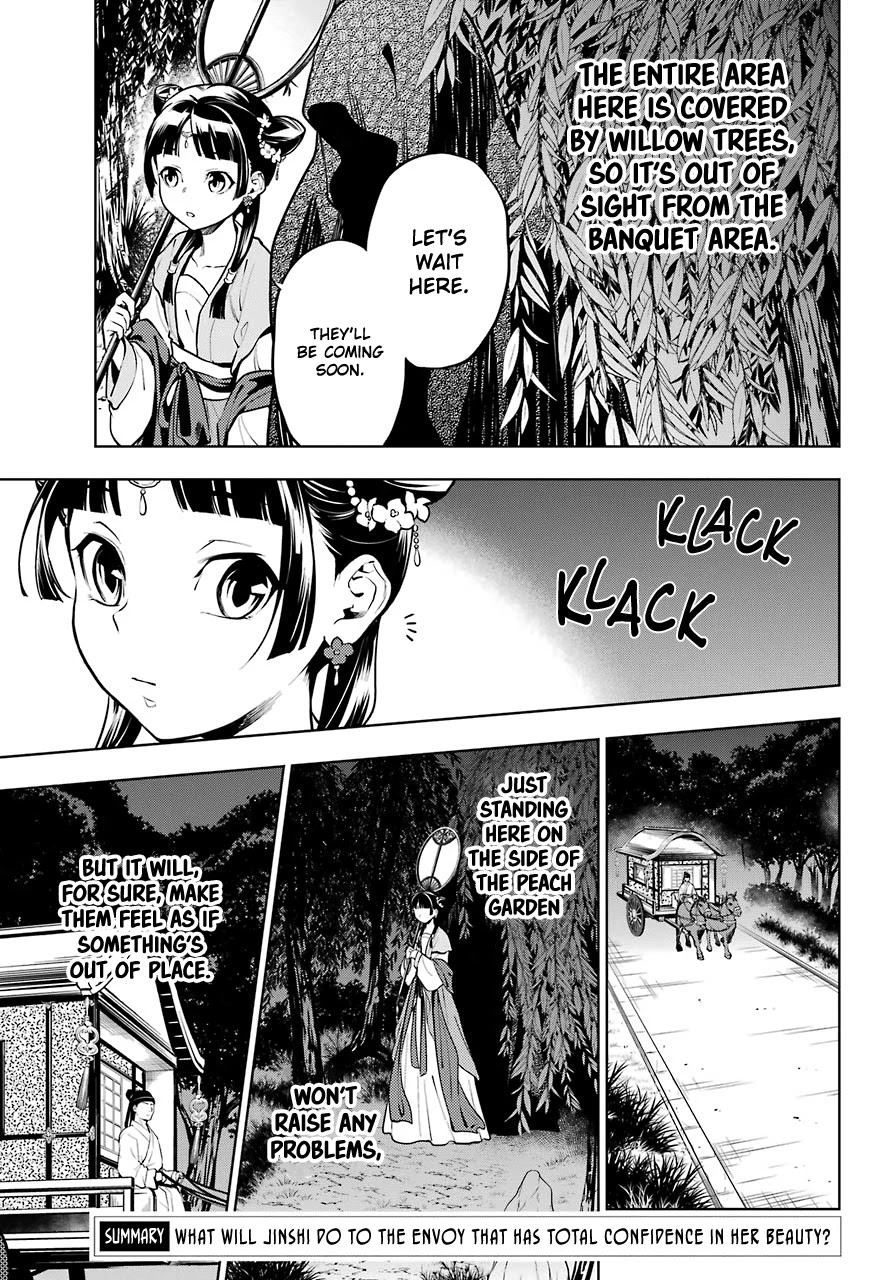 THE ENTIRE AREA
HERE IS COVERED
BY WILLOW TREES,
SO IT'S OUT OF
SIGHT FROM THE
BANQUET AREA.
LET'S
WAIT
HERE.
THEY'LL
BE COMING
SOON.
KLACK
KLACK
JUST
STANDING
HERE ON
THE SIDE OF
THE PEACH
GARDEN
WON'T
RAISE ANY
PROBLEMS,
BUT IT WILL,
FOR SURE, MAKE
THEM FEEL AS IF
SOMETHING'S
OUT OF PLACE.
SUMMARY WHAT WILL JINSHI DO TO THE ENVOY THAT HAS TOTAL CONFIDENCE IN HER BEAUTY?